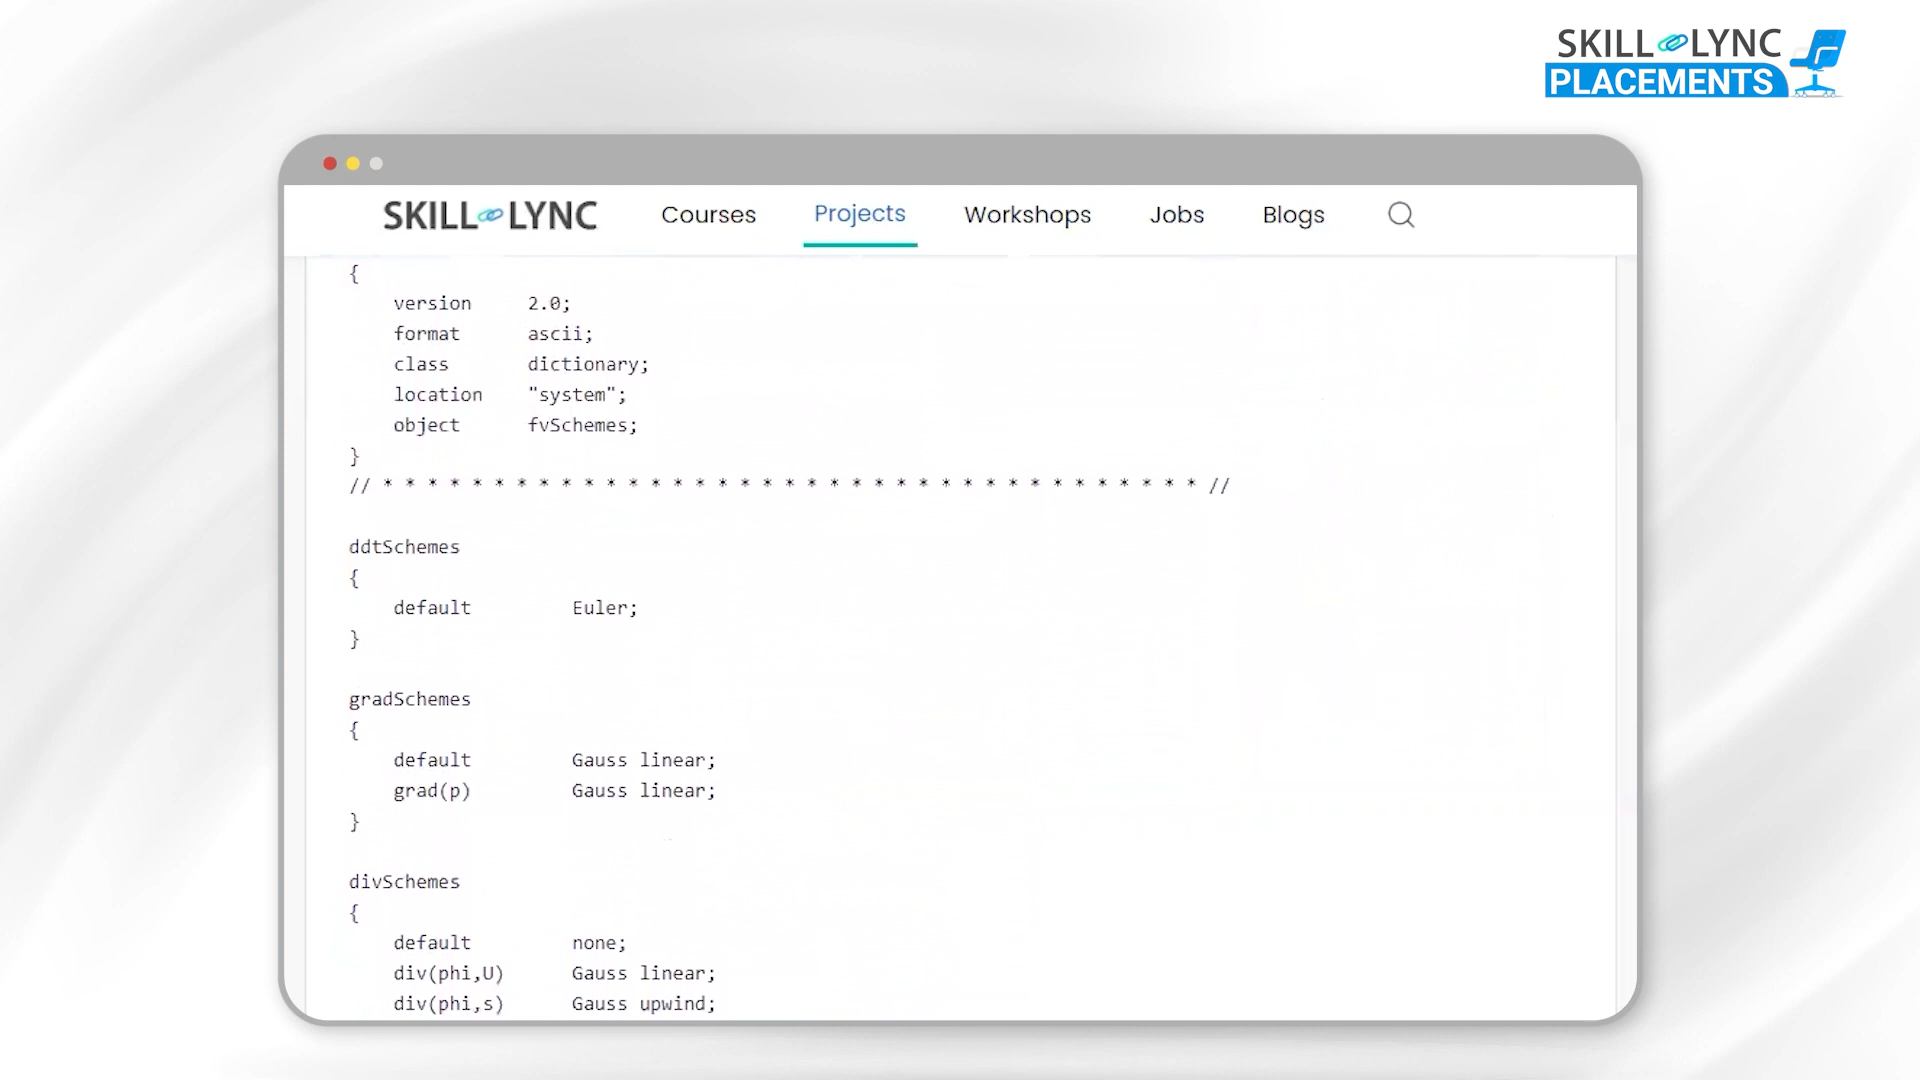 SKILL LYNC
PLACEMENTS
SKILL LYNC Courses Projects Workshops Jobs Blogs
{
    version     2.0;
    format      ascii;
    class       dictionary;
    location    "system";
    object      fvSchemes;
}
// * * * * * * * * * * * * * * * * * * * * * * * * * * * * * * * * * * * * * //
ddtSchemes
{
    default         Euler;
}
gradSchemes
{
    default         Gauss linear;
    grad(p)         Gauss linear;
}
divSchemes
{
    default         none;
    div(phi,U)      Gauss linear;
    div(phi,s)      Gauss upwind;